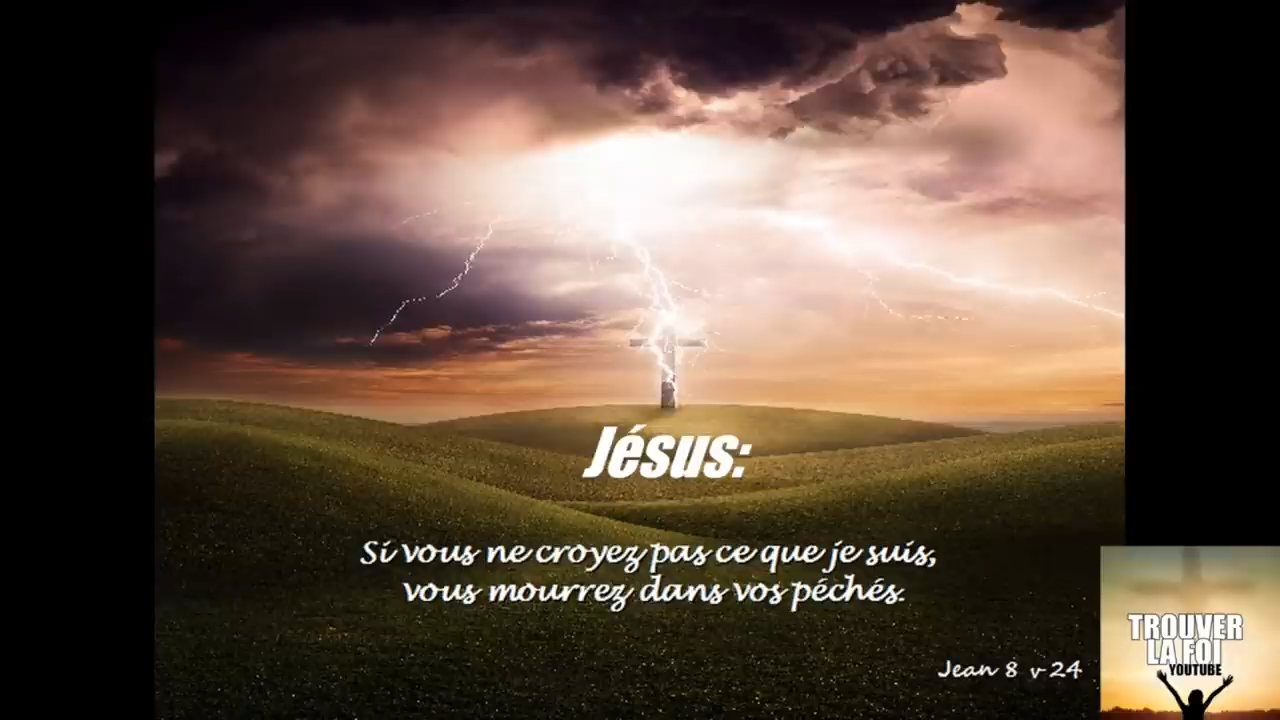 Jésus:
Si vous ne croyez pas ce que je suis,
vous mourrez dans vos péchés.
Jean 8 v 24
TROUVER
LA FOI
YOUTUBE